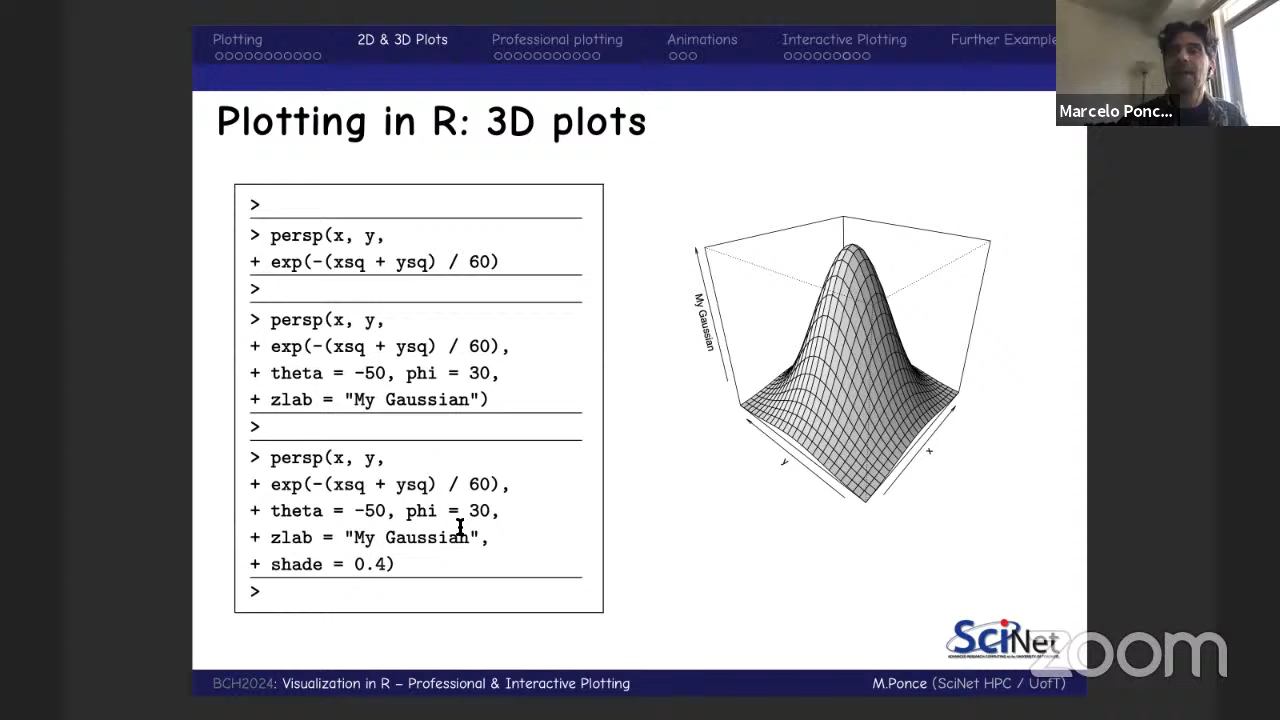 Plotting
2D & 3D Plots
Professional plotting
Animations
Interactive Plotting
Further Example
Marcelo Ponc...
Plotting in R: 3D plots
>
> persp(x, y,
+ exp(-(xsq + ysq) / 60)
>
> persp(x, y,
+ exp(-(xsq + ysq) / 60),
+ theta = -50, phi = 30,
+ zlab = "My Gaussian")
>
> persp(x, y,
+ exp(-(xsq + ysq) / 60),
+ theta = -50, phi = 30,
+ zlab = "My Gaussian",
+ shade = 0.4)
>
My Gaussian
y
x
SciNet
zoom
BCH2024: Visualization in R – Professional & Interactive Plotting
M.Ponce (SciNet HPC / UofT)